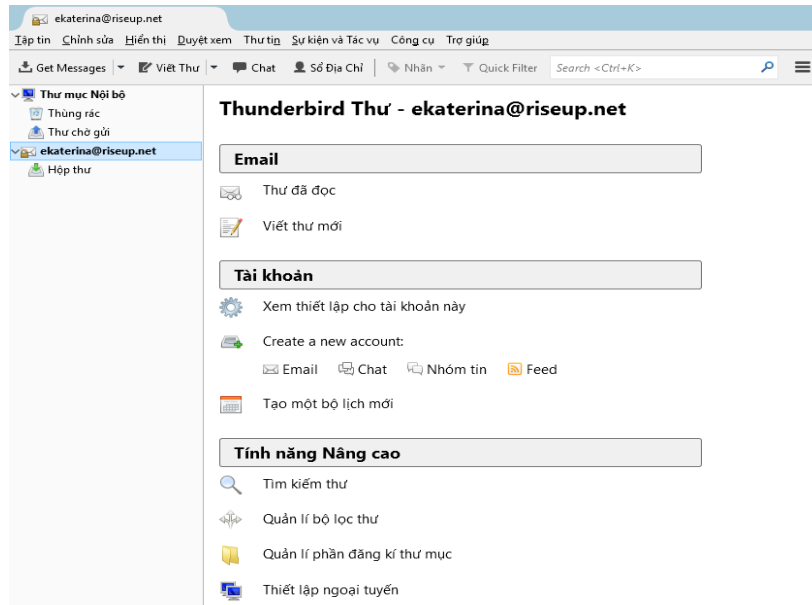 ekaterina@riseup.net
Tập tin Chỉnh sửa Hiển thị Duyệt xem Thư tín Sự kiện và Tác vụ Công cụ Trợ giúp
Get Messages Viết Thư Chat Sổ Địa Chỉ Nhãn Quick Filter Search <Ctrl+K>
Thư mục Nội bộ
Thùng rác
Thư chờ gửi
ekaterina@riseup.net
Hộp thư
Thunderbird Thư - ekaterina@riseup.net
Email
Thư đã đọc
Viết thư mới
Tài khoản
Xem thiết lập cho tài khoản này
Create a new account:
Email Chat Nhóm tin Feed
Tạo một bộ lịch mới
Tính năng Nâng cao
Tìm kiếm thư
Quản lí bộ lọc thư
Quản lí phần đăng kí thư mục
Thiết lập ngoại tuyến